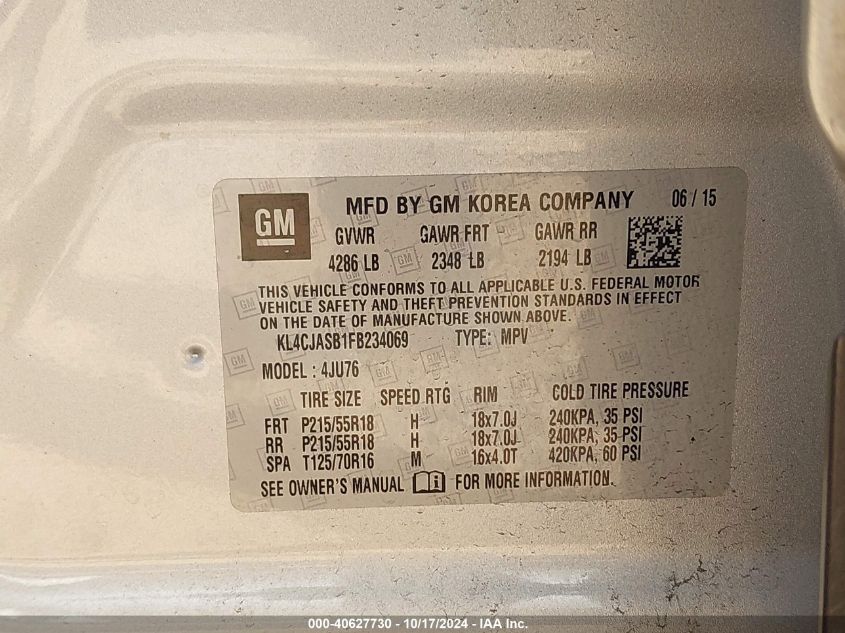 GM
MFD BY GM KOREA COMPANY 06 / 15
GVWR GAWR FRT GAWR RR
4286 LB 2348 LB 2194 LB
THIS VEHICLE CONFORMS TO ALL APPLICABLE U.S. FEDERAL MOTOR
VEHICLE SAFETY AND THEFT PREVENTION STANDARDS IN EFFECT
ON THE DATE OF MANUFACTURE SHOWN ABOVE.
KL4CJASB1FB234069 TYPE: MPV
MODEL : 4JU76
TIRE SIZE SPEED RTG RIM COLD TIRE PRESSURE
FRT P215/55R18 H 18x7.0J 240KPA, 35 PSI
RR P215/55R18 H 18x7.0J 240KPA, 35 PSI
SPA T125/70R16 M 16x4.0T 420KPA, 60 PSI
SEE OWNER'S MANUAL i FOR MORE INFORMATION.
000-40627730 - 10/17/2024 - IAA Inc.